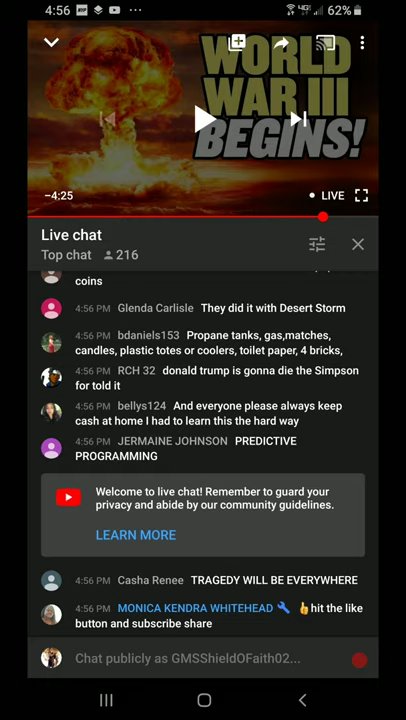 4:56
62%
WORLD
WAR III
BEGINS!
−4:25
LIVE
Live chat
Top chat 216
coins
4:56 PM Glenda Carlisle They did it with Desert Storm
4:56 PM bdaniels153 Propane tanks, gas,matches,
candles, plastic totes or coolers, toilet paper, 4 bricks,
4:56 PM RCH 32 donald trump is gonna die the Simpson
for told it
4:56 PM bellys124 And everyone please always keep
cash at home I had to learn this the hard way
4:56 PM JERMAINE JOHNSON PREDICTIVE
PROGRAMMING
Welcome to live chat! Remember to guard your
privacy and abide by our community guidelines.
LEARN MORE
4:56 PM Casha Renee TRAGEDY WILL BE EVERYWHERE
4:56 PM MONICA KENDRA WHITEHEAD 🔧 👍hit the like
button and subscribe share
Chat publicly as GMSShieldOfFaith02...